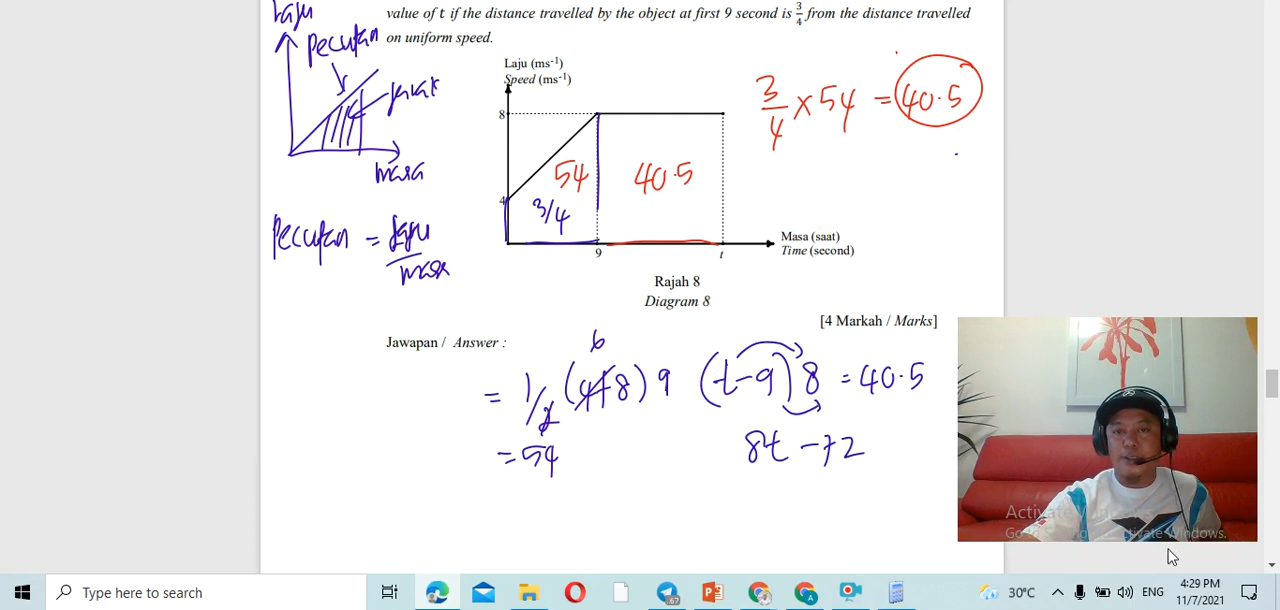 value of t if the distance travelled by the object at first 9 second is 3/4 from the distance travelled
on uniform speed.
Laju
pecutan
jarak
masa
Pecutan = Laju/masa
Laju (ms⁻¹)
Speed (ms⁻¹)
8
4
54
3/4
40.5
9
t
Masa (saat)
Time (second)
3/4 × 54 = 40.5
Rajah 8
Diagram 8
[4 Markah / Marks]
Jawapan / Answer :
6
= 1/2 (4+8) 9
= 54
(t-9) 8 = 40.5
8t - 72
Activate Windows
Type here to search
67
30°C
ENG
4:29 PM
11/7/2021